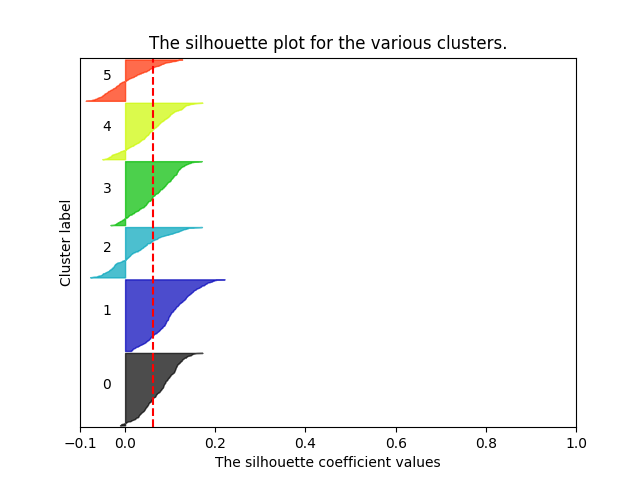 The silhouette plot for the various clusters.
5
4
3
2
1
0
Cluster label
−0.1 0.0 0.2 0.4 0.6 0.8 1.0
The silhouette coefficient values